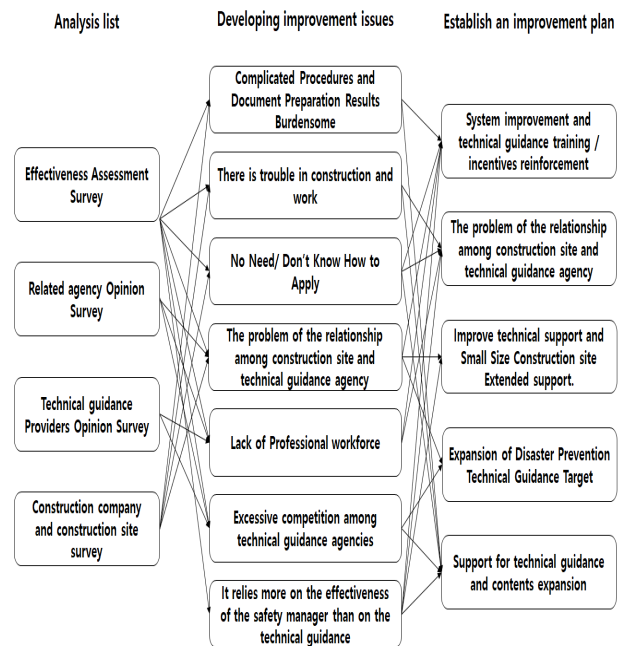 Analysis list
Developing improvement issues
Establish an improvement plan
Effectiveness Assessment
Survey
Related agency Opinion
Survey
Technical guidance
Providers Opinion Survey
Construction company
and construction site
survey
Complicated Procedures and
Document Preparation Results
Burdensome
There is trouble in construction and
work
No Need/ Don't Know How to
Apply
The problem of the relationship
among construction site and
technical guidance agency
Lack of Professional workforce
Excessive competition among
technical guidance agencies
It relies more on the effectiveness
of the safety manager than on the
technical guidance
System improvement and
technical guidance training /
incentives reinforcement
The problem of the relationship
among construction site and
technical guidance agency
Improve technical support and
Small Size Construction site
Extended support.
Expansion of Disaster Prevention
Technical Guidance Target
Support for technical guidance
and contents expansion